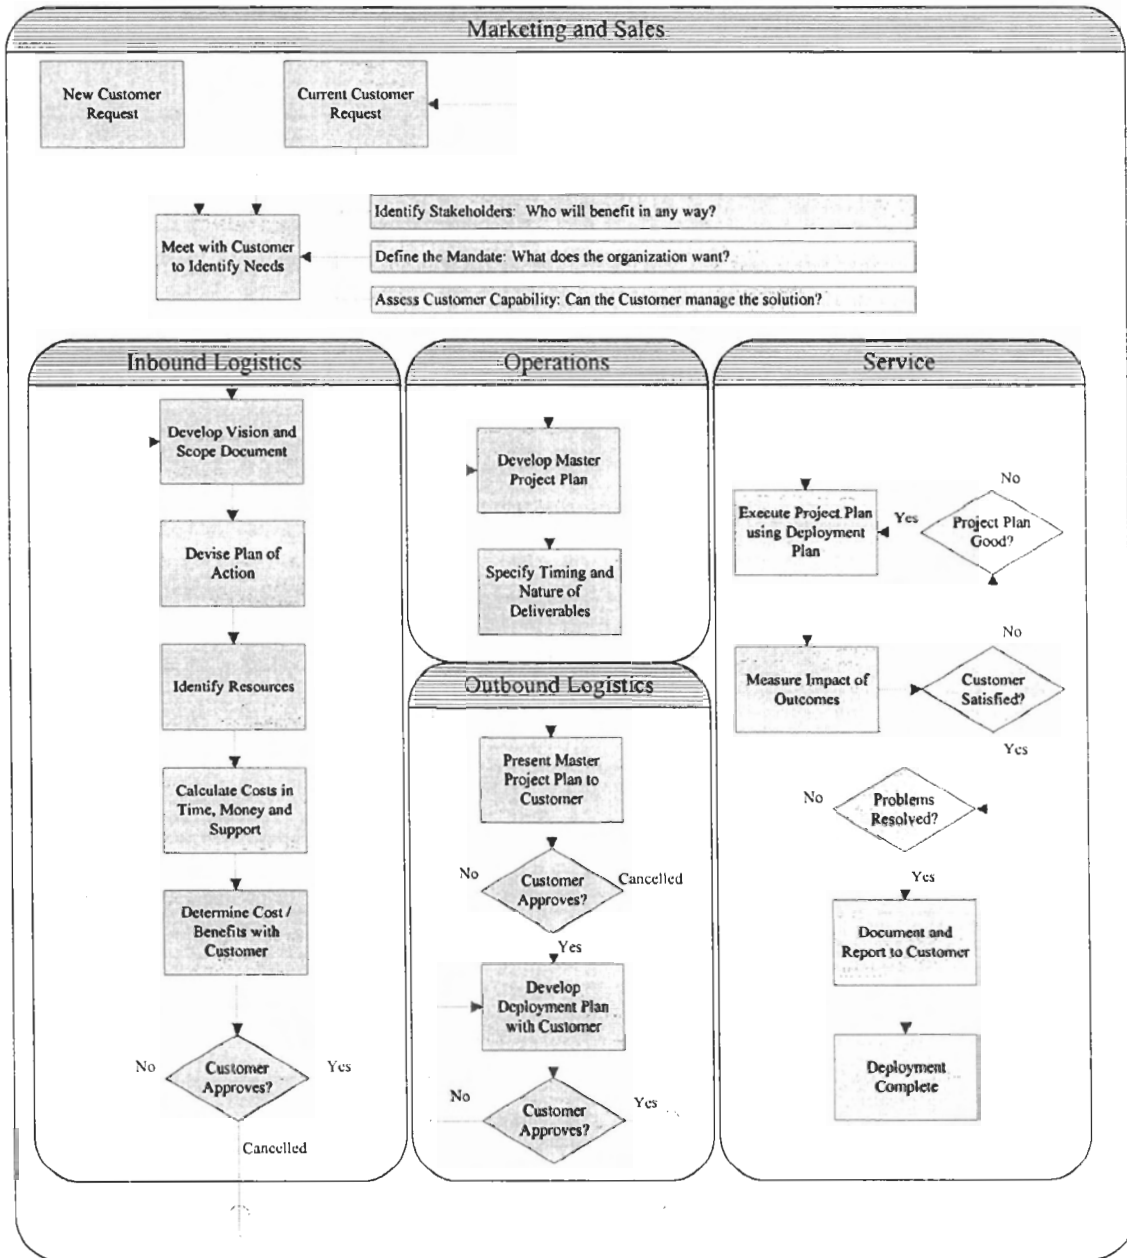 Marketing and Sales
New Customer
Request
Current Customer
Request
Meet with Customer
to Identify Needs
Identify Stakeholders: Who will benefit in any way?
Define the Mandate: What does the organization want?
Assess Customer Capability: Can the Customer manage the solution?
Inbound Logistics
Develop Vision and
Scope Document
Devise Plan of
Action
Identify Resources
Calculate Costs in
Time, Money and
Support
Determine Cost /
Benefits with
Customer
No
Customer
Approves?
Yes
Cancelled
Operations
Develop Master
Project Plan
Specify Timing and
Nature of
Deliverables
Outbound Logistics
Present Master
Project Plan to
Customer
No
Customer
Approves?
Cancelled
Yes
Develop
Deployment Plan
with Customer
No
Customer
Approves?
Yes
Service
Execute Project Plan
using Deployment
Plan
Yes
No
Project Plan
Good?
Measure Impact of
Outcomes
No
Customer
Satisfied?
Yes
No
Problems
Resolved?
Yes
Document and
Report to Customer
Deployment
Complete